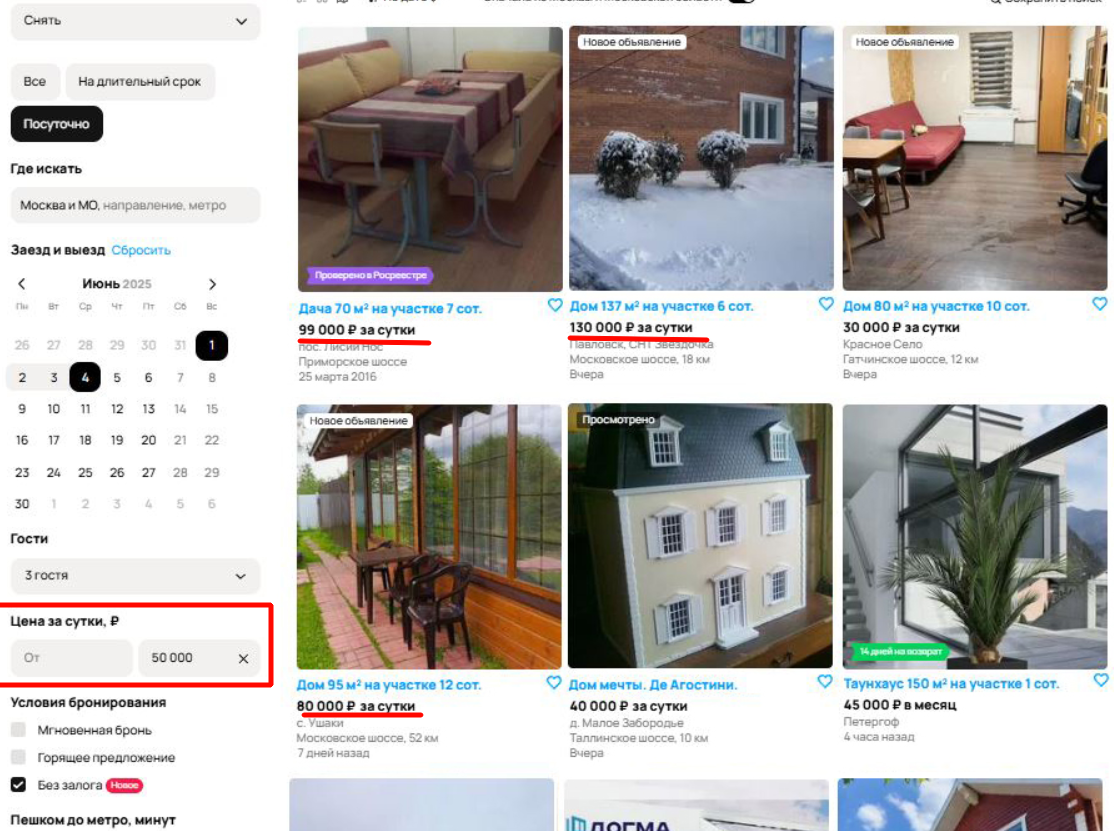 Снять
Все
На длительный срок
Посуточно
Где искать
Москва и МО, направление, метро
Заезд и выезд Сбросить
Июнь 2025
Пн Вт Ср Чт Пт Сб Вс
26 27 28 29 30 31 1
2 3 4 5 6 7 8
9 10 11 12 13 14 15
16 17 18 19 20 21 22
23 24 25 26 27 28 29
30 1 2 3 4 5 6
Гости
3 гостя
Цена за сутки, ₽
От
50 000
Условия бронирования
Мгновенная бронь
Горящее предложение
Без залога Новое
Пешком до метро, минут
Сохранить поиск
Проверено в Росреестре
Дача 70 м² на участке 7 сот.
99 000 ₽ за сутки
пос. Лисий Нос
Приморское шоссе
25 марта 2016
Новое объявление
Дом 137 м² на участке 6 сот.
130 000 ₽ за сутки
Павловск, СНТ Звёздочка
Московское шоссе, 18 км
Вчера
Новое объявление
Дом 80 м² на участке 10 сот.
30 000 ₽ за сутки
Красное Село
Гатчинское шоссе, 12 км
Вчера
Новое объявление
Дом 95 м² на участке 12 сот.
80 000 ₽ за сутки
с. Ушаки
Московское шоссе, 52 км
7 дней назад
Просмотрено
Дом мечты. Де Агостини.
40 000 ₽ за сутки
д. Малое Забородье
Таллинское шоссе, 10 км
Вчера
14 дней на возврат
Таунхаус 150 м² на участке 1 сот.
45 000 ₽ в месяц
Петергоф
4 часа назад
ДОГМА